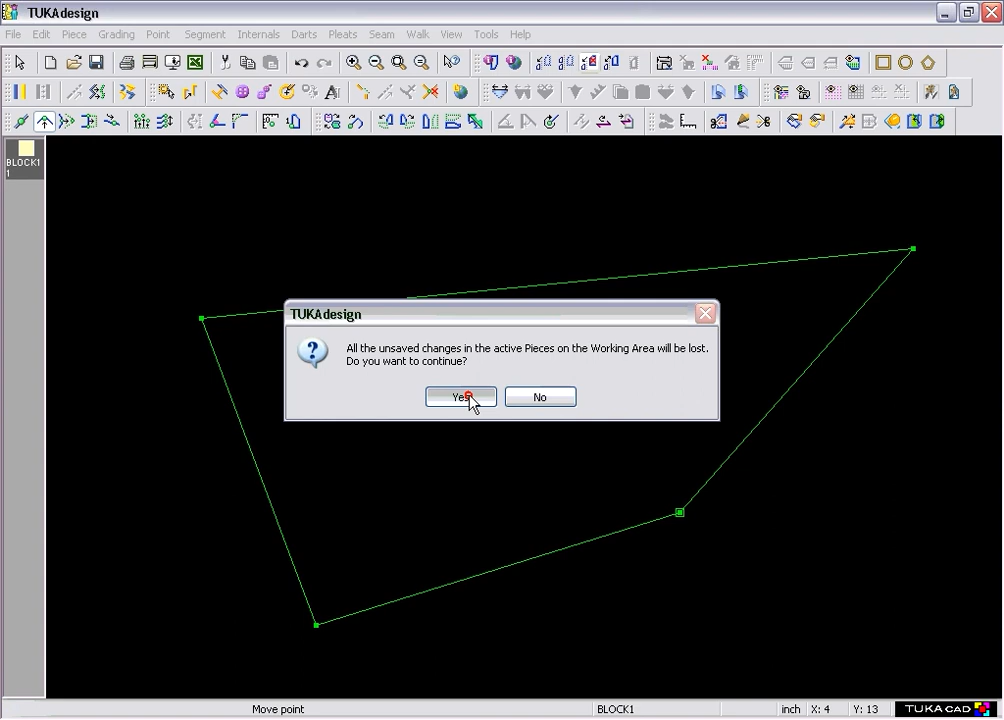 TUKAdesign
File Edit Piece Grading Point Segment Internals Darts Pleats Seam Walk View Tools Help
BLOCK1
1
TUKAdesign
All the unsaved changes in the active Pieces on the Working Area will be lost.
Do you want to continue?
Yes No
Move point BLOCK1 inch X: 4 Y: 13 TUKACAD